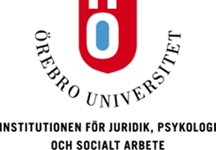 ÖREBRO UNIVERSITET
INSTITUTIONEN FÖR JURIDIK, PSYKOLOGI
OCH SOCIALT ARBETE